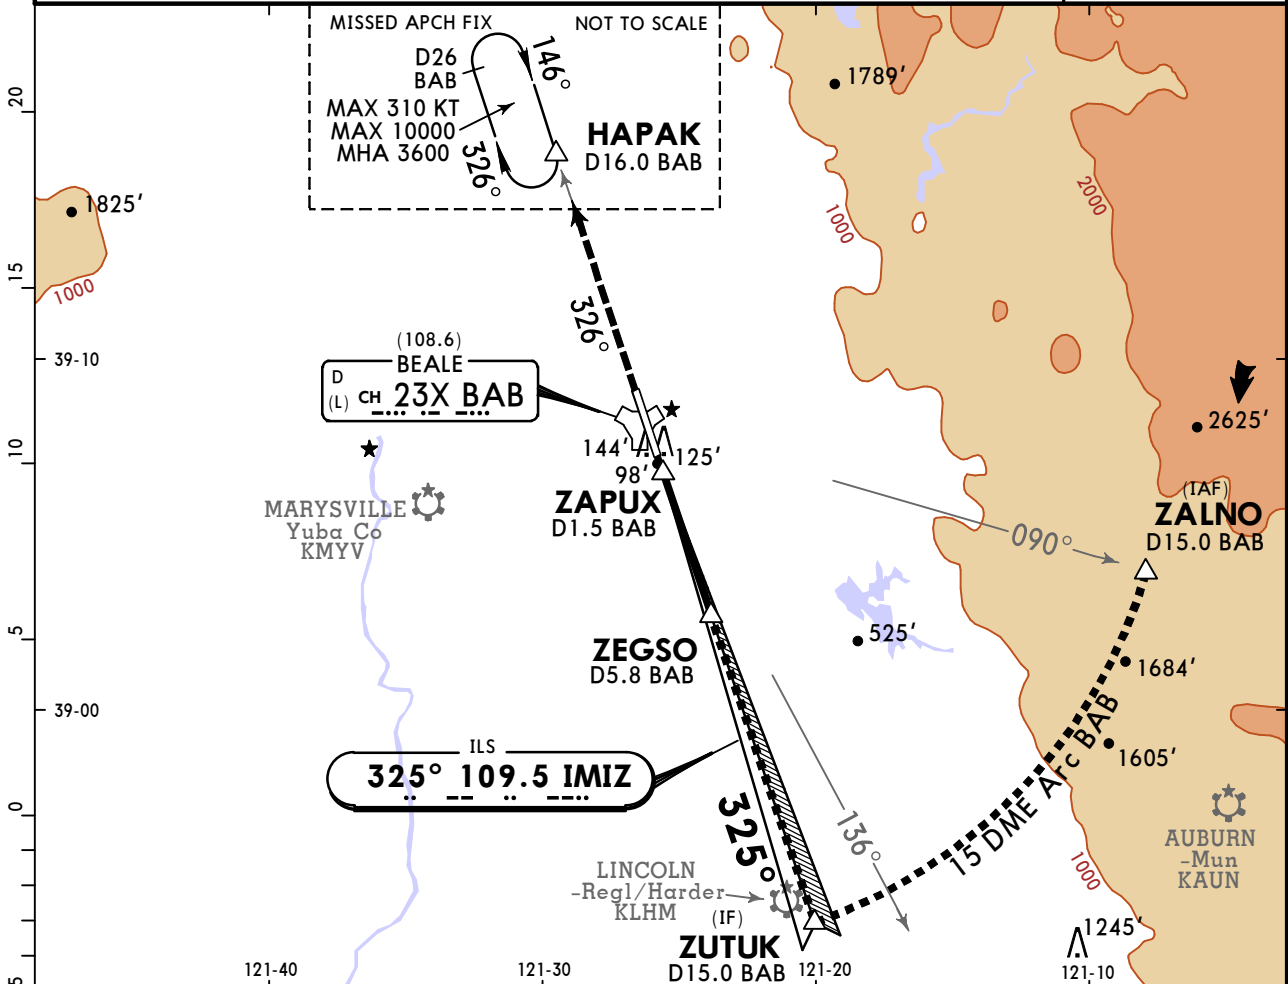 MISSED APCH FIX
NOT TO SCALE
D26
BAB
146°
MAX 310 KT
MAX 10000
MHA 3600
326°
HAPAK
D16.0 BAB
1789'
20
2000
1000
1825'
1000
15
326°
39-10
(108.6)
BEALE
D
(L)
CH 23X BAB
2625'
10
144'
125'
98'
ZAPUX
D1.5 BAB
MARYSVILLE
Yuba Co
KMYV
(IAF)
ZALNO
D15.0 BAB
090°
5
525'
ZEGSO
D5.8 BAB
1684'
39-00
1605'
ILS
325° 109.5 IMIZ
0
325°
136°
15 DME Arc BAB
AUBURN
-Mun
KAUN
1000
LINCOLN
-Regl/Harder
KLHM
(IF)
ZUTUK
D15.0 BAB
1245'
5
121-40
121-30
121-20
121-10